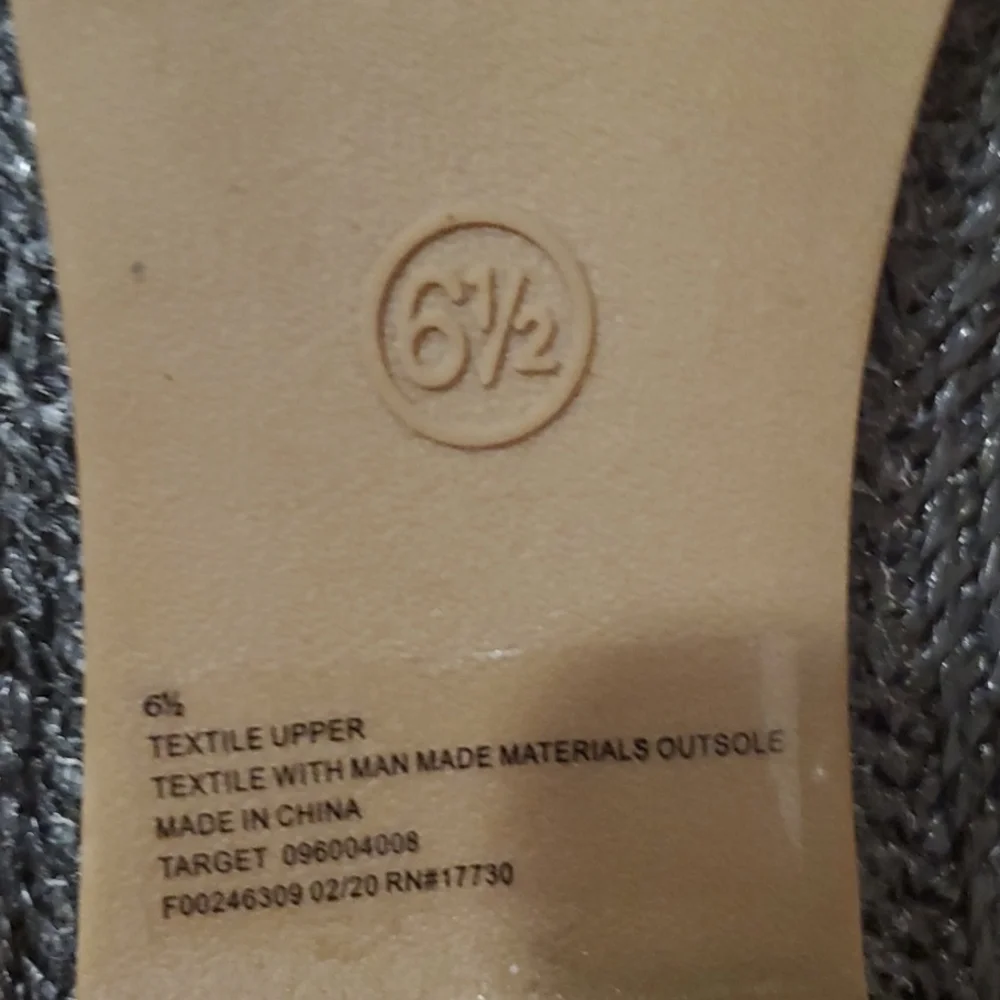 6½
6½
TEXTILE UPPER
TEXTILE WITH MAN MADE MATERIALS OUTSOLE
MADE IN CHINA
TARGET 096004008
F00246309 02/20 RN#17730